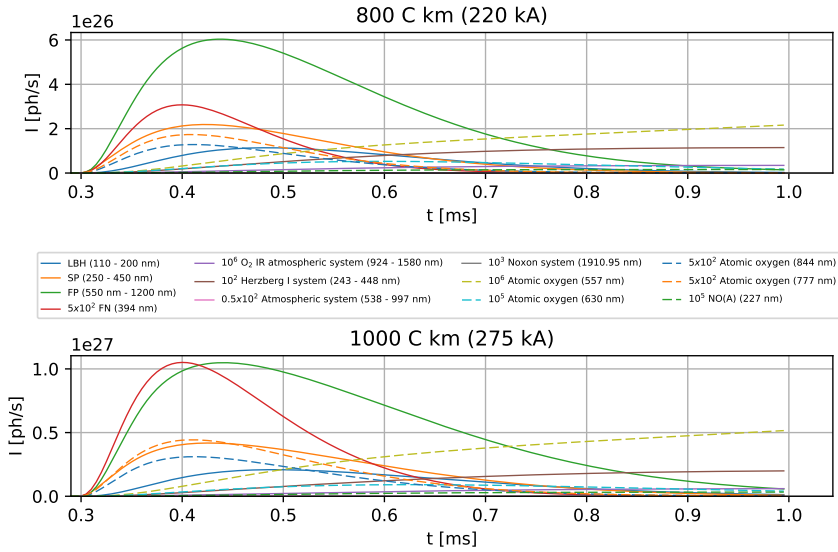 800 C km (220 kA)
1e26
6
4
2
0
I [ph/s]
0.3 0.4 0.5 0.6 0.7 0.8 0.9 1.0
t [ms]
LBH (110 - 200 nm)
SP (250 - 450 nm)
FP (550 nm - 1200 nm)
5x10² FN (394 nm)
10⁶ O₂ IR atmospheric system (924 - 1580 nm)
10² Herzberg I system (243 - 448 nm)
0.5x10² Atmospheric system (538 - 997 nm)
10³ Noxon system (1910.95 nm)
10⁶ Atomic oxygen (557 nm)
10⁵ Atomic oxygen (630 nm)
5x10² Atomic oxygen (844 nm)
5x10² Atomic oxygen (777 nm)
10⁵ NO(A) (227 nm)
1000 C km (275 kA)
1e27
1.0
0.5
0.0
I [ph/s]
0.3 0.4 0.5 0.6 0.7 0.8 0.9 1.0
t [ms]